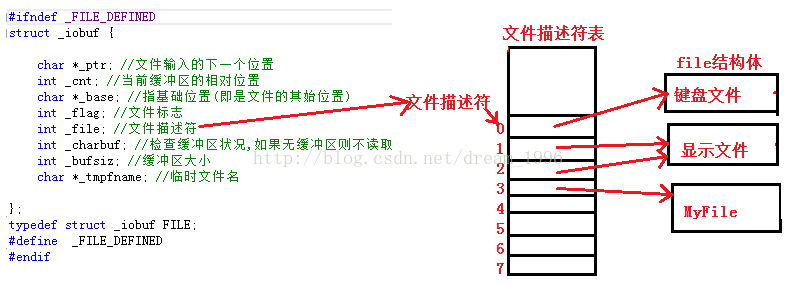 #ifndef _FILE_DEFINED
struct _iobuf {
char *_ptr; //文件输入的下一个位置
int _cnt; //当前缓冲区的相对位置
char *_base; //指基础位置(即是文件的其始位置)
int _flag; //文件标志
int _file; //文件描述符
int _charbuf; //检查缓冲区状况,如果无缓冲区则不读取
int _bufsiz; //缓冲区大小
char *_tmpfname; //临时文件名
};
typedef struct _iobuf FILE;
#define _FILE_DEFINED
#endif
文件描述符表
文件描述符
0
1
2
3
4
5
6
7
file结构体
键盘文件
显示文件
MyFile
http://blog.csdn.net/dream_1996